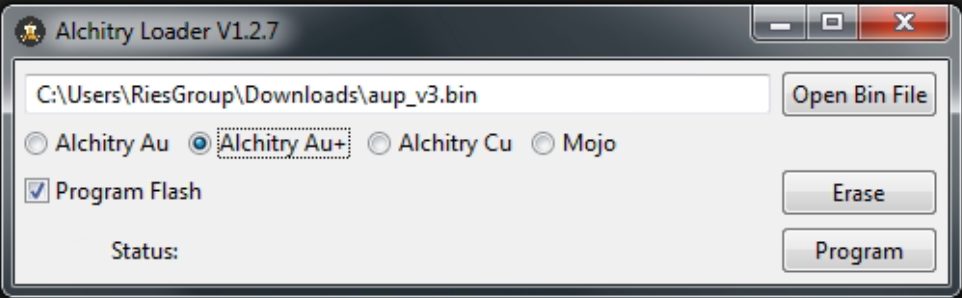 Alchitry Loader V1.2.7
C:\Users\RiesGroup\Downloads\aup_v3.bin Open Bin File
Alchitry Au Alchitry Au+ Alchitry Cu Mojo
Program Flash Erase
Status: Program